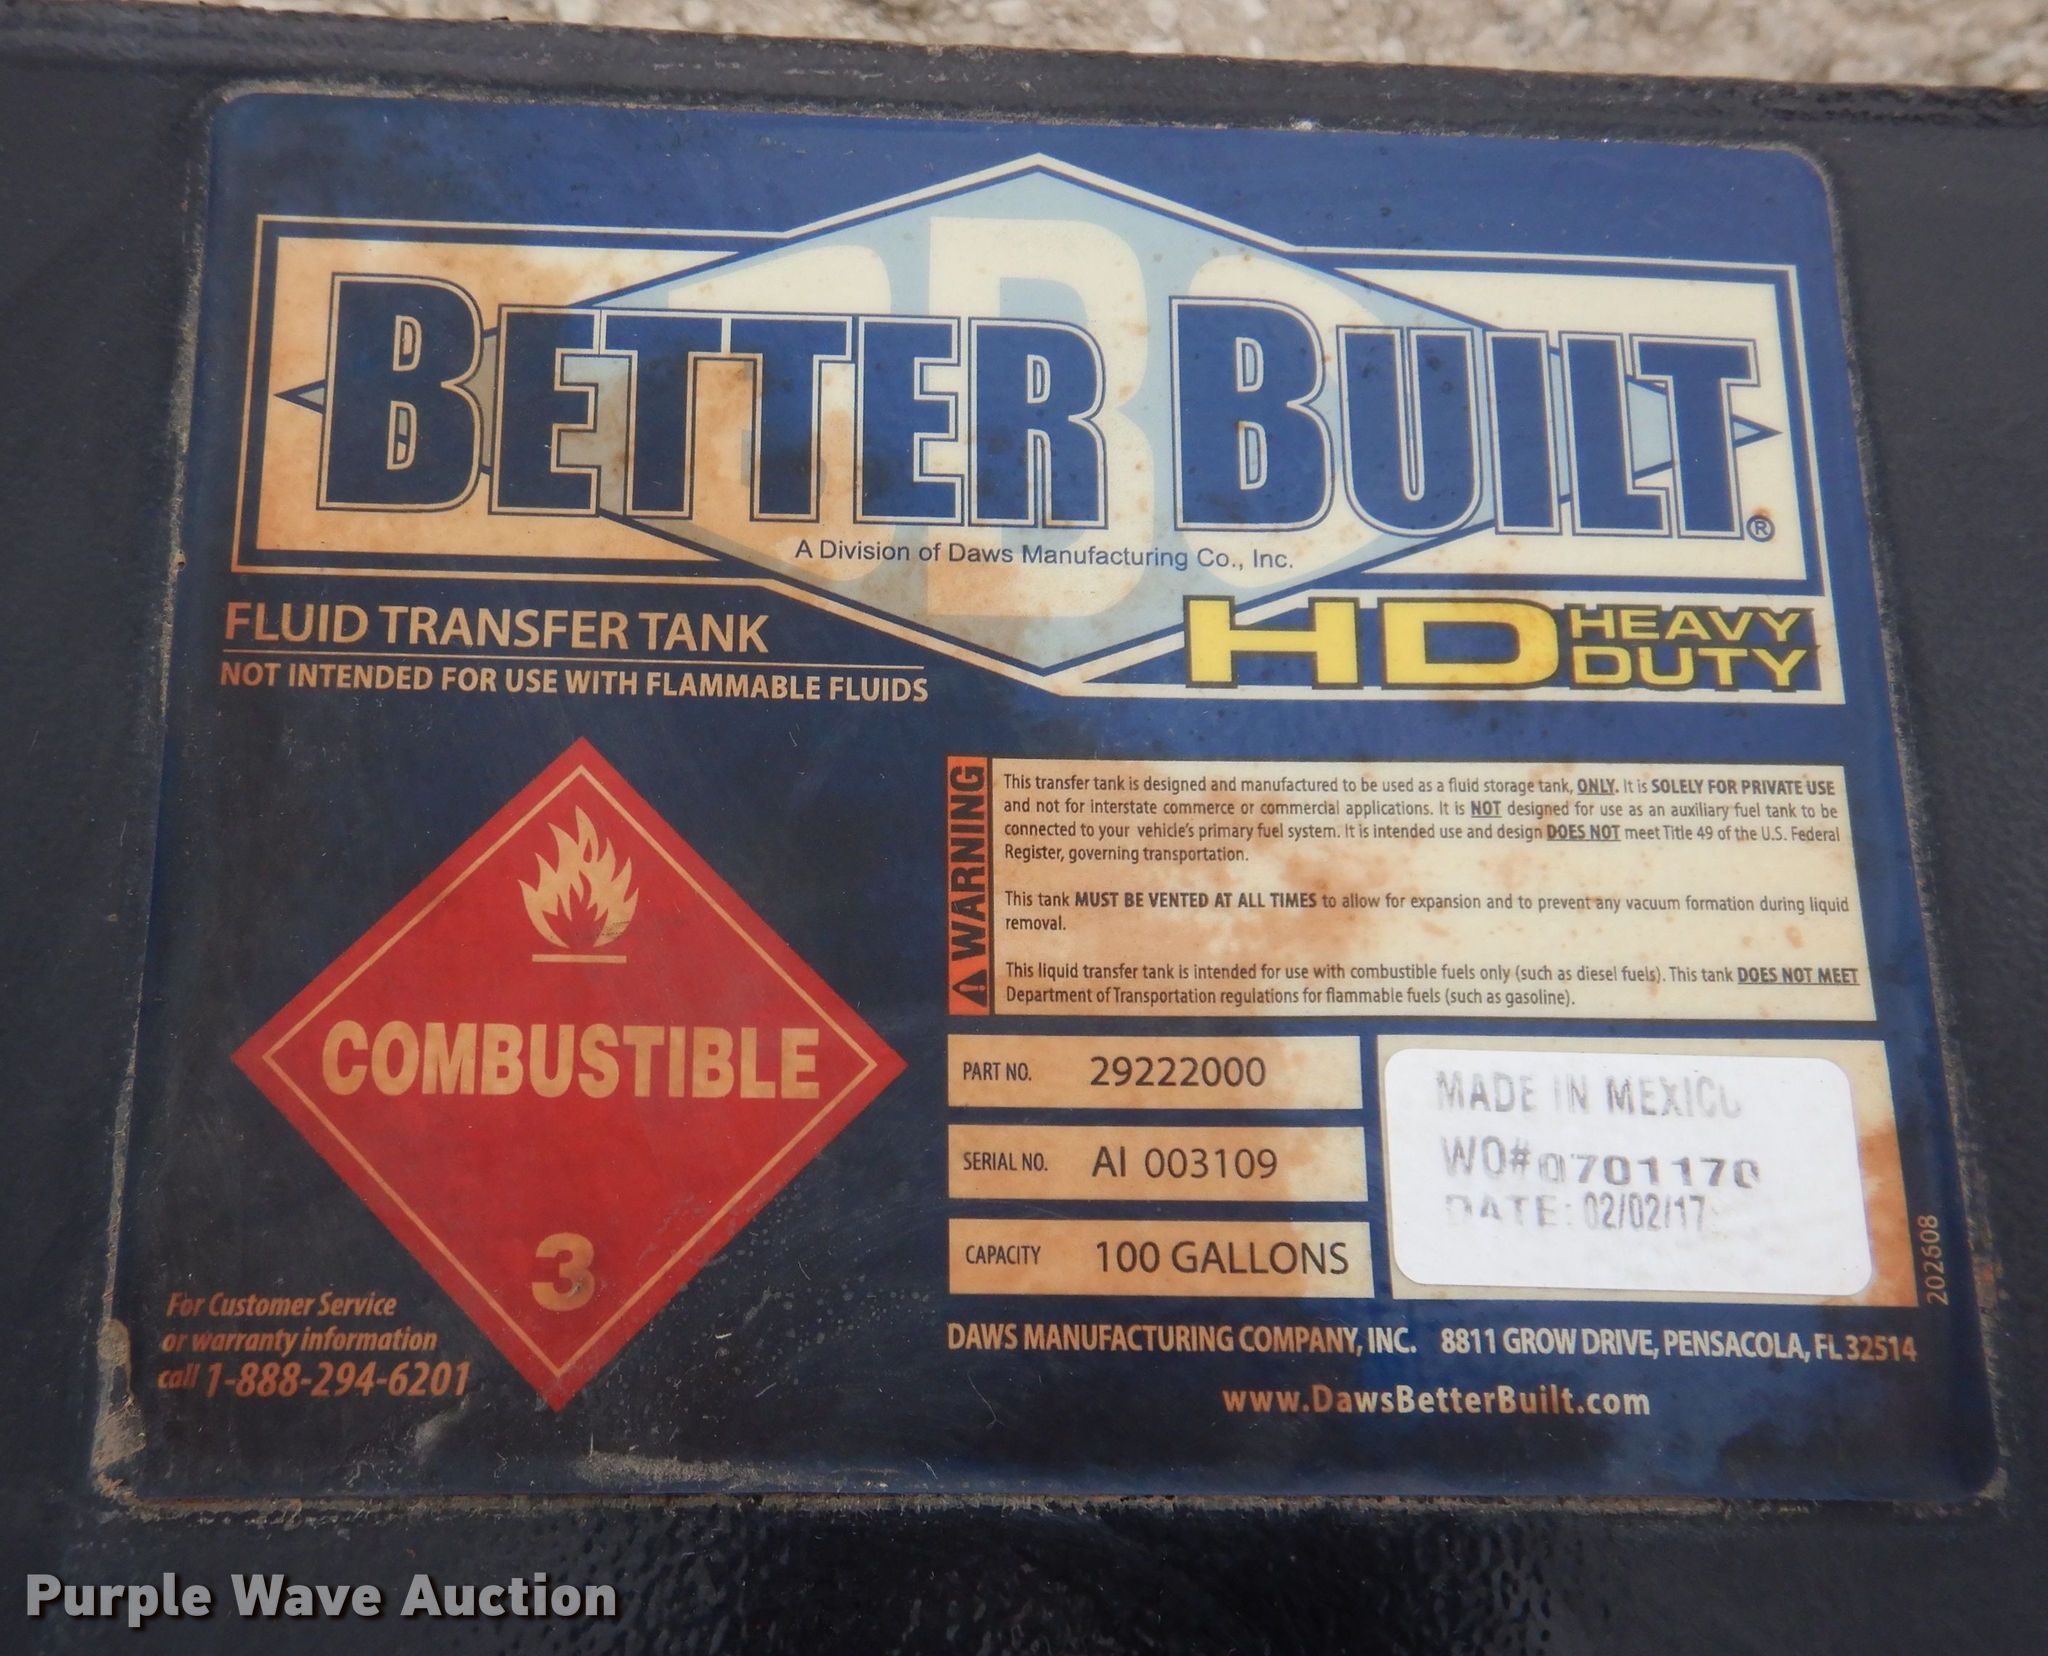 BETTER BUILT®
A Division of Daws Manufacturing Co., Inc.
HD HEAVY DUTY
FLUID TRANSFER TANK
NOT INTENDED FOR USE WITH FLAMMABLE FLUIDS
COMBUSTIBLE
3
For Customer Service
or warranty information
call 1-888-294-6201
WARNING
This transfer tank is designed and manufactured to be used as a fluid storage tank, ONLY. It is SOLELY FOR PRIVATE USE
and not for interstate commerce or commercial applications. It is NOT designed for use as an auxiliary fuel tank to be
connected to your vehicle's primary fuel system. It is intended use and design DOES NOT meet Title 49 of the U.S. Federal
Register, governing transportation.
This tank MUST BE VENTED AT ALL TIMES to allow for expansion and to prevent any vacuum formation during liquid
removal.
This liquid transfer tank is intended for use with combustible fuels only (such as diesel fuels). This tank DOES NOT MEET
Department of Transportation regulations for flammable fuels (such as gasoline).
PART NO. 29222000
SERIAL NO. AI 003109
CAPACITY 100 GALLONS
MADE IN MEXICO
WO#0701170
DATE: 02/02/17
202608
DAWS MANUFACTURING COMPANY, INC. 8811 GROW DRIVE, PENSACOLA, FL 32514
www.DawsBetterBuilt.com
Purple Wave Auction